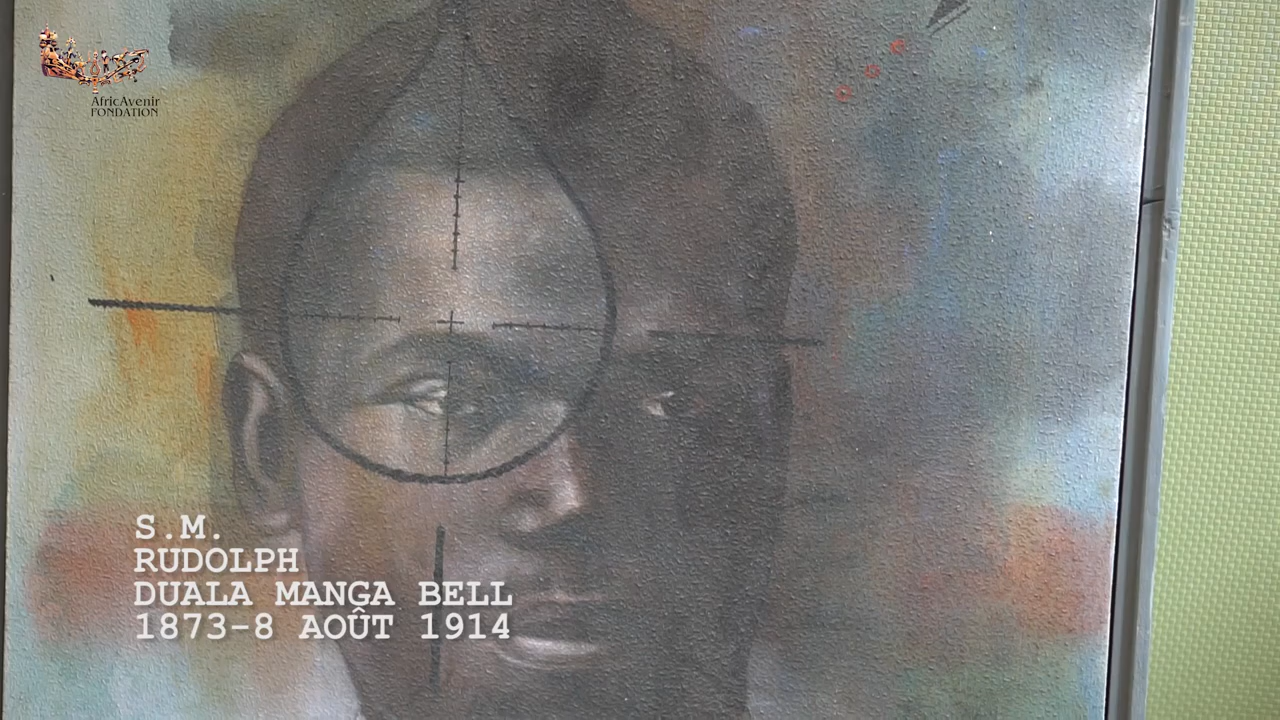 AfricAvenir
FONDATION
S.M.
RUDOLPH
DUALA MANGA BELL
1873-8 AOÛT 1914